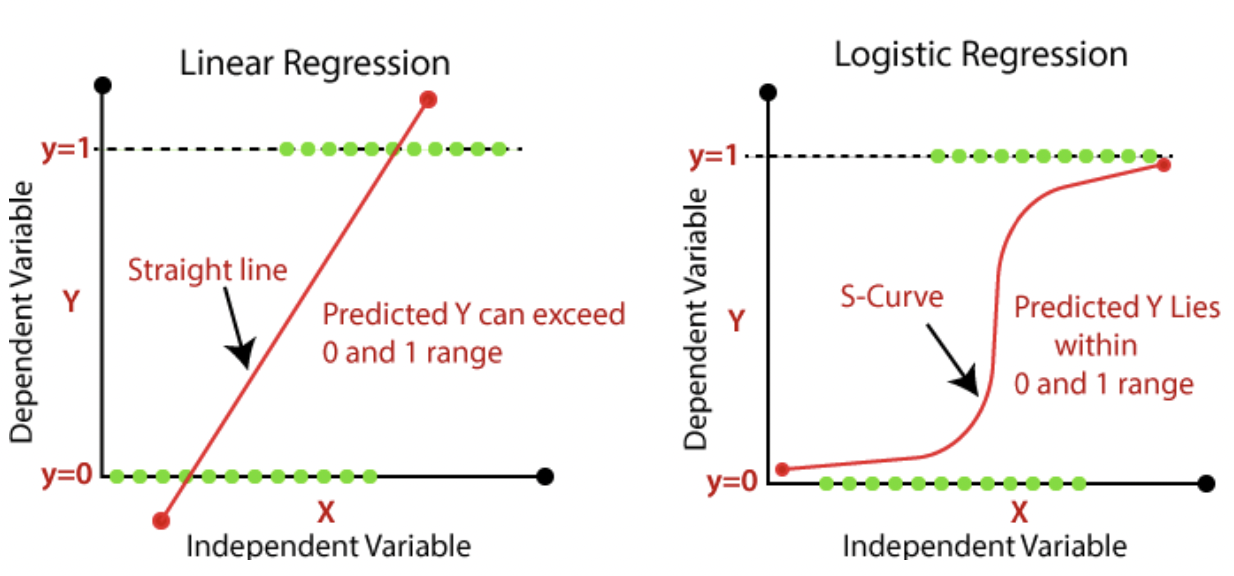 Linear Regression
y=1
Dependent Variable
Y
Straight line
Predicted Y can exceed
0 and 1 range
y=0
X
Independent Variable
Logistic Regression
y=1
Dependent Variable
Y
S-Curve
Predicted Y Lies
within
0 and 1 range
y=0
X
Independent Variable